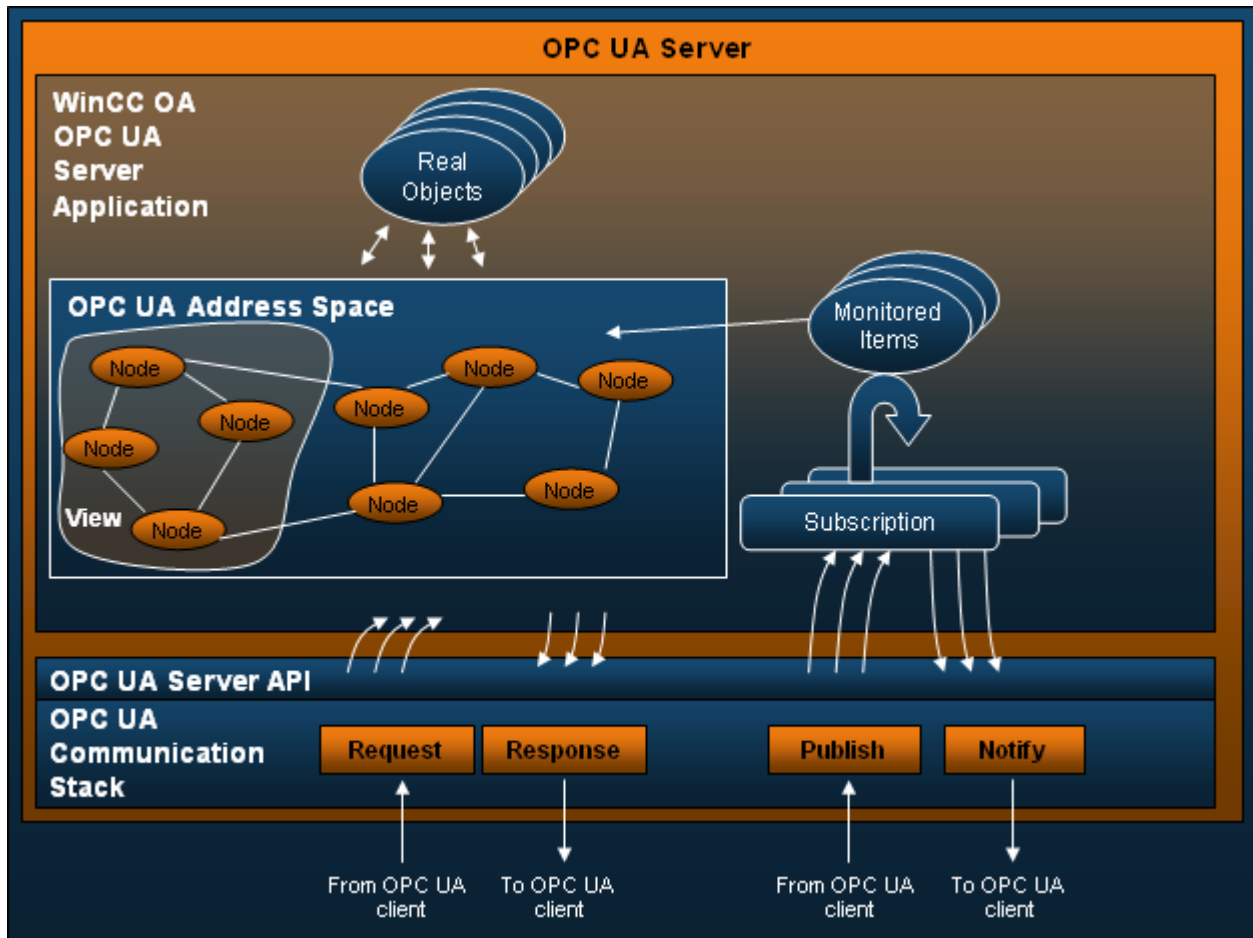 OPC UA Server
WinCC OA
OPC UA
Server
Application
Real
Objects
OPC UA Address Space
Monitored
Items
Node
Node
Node
Node
Node
Node
Node
Node
Node
View
Node
Subscription
OPC UA Server API
OPC UA
Communication
Stack
Request
Response
Publish
Notify
From OPC UA
client
To OPC UA
client
From OPC UA
client
To OPC UA
client